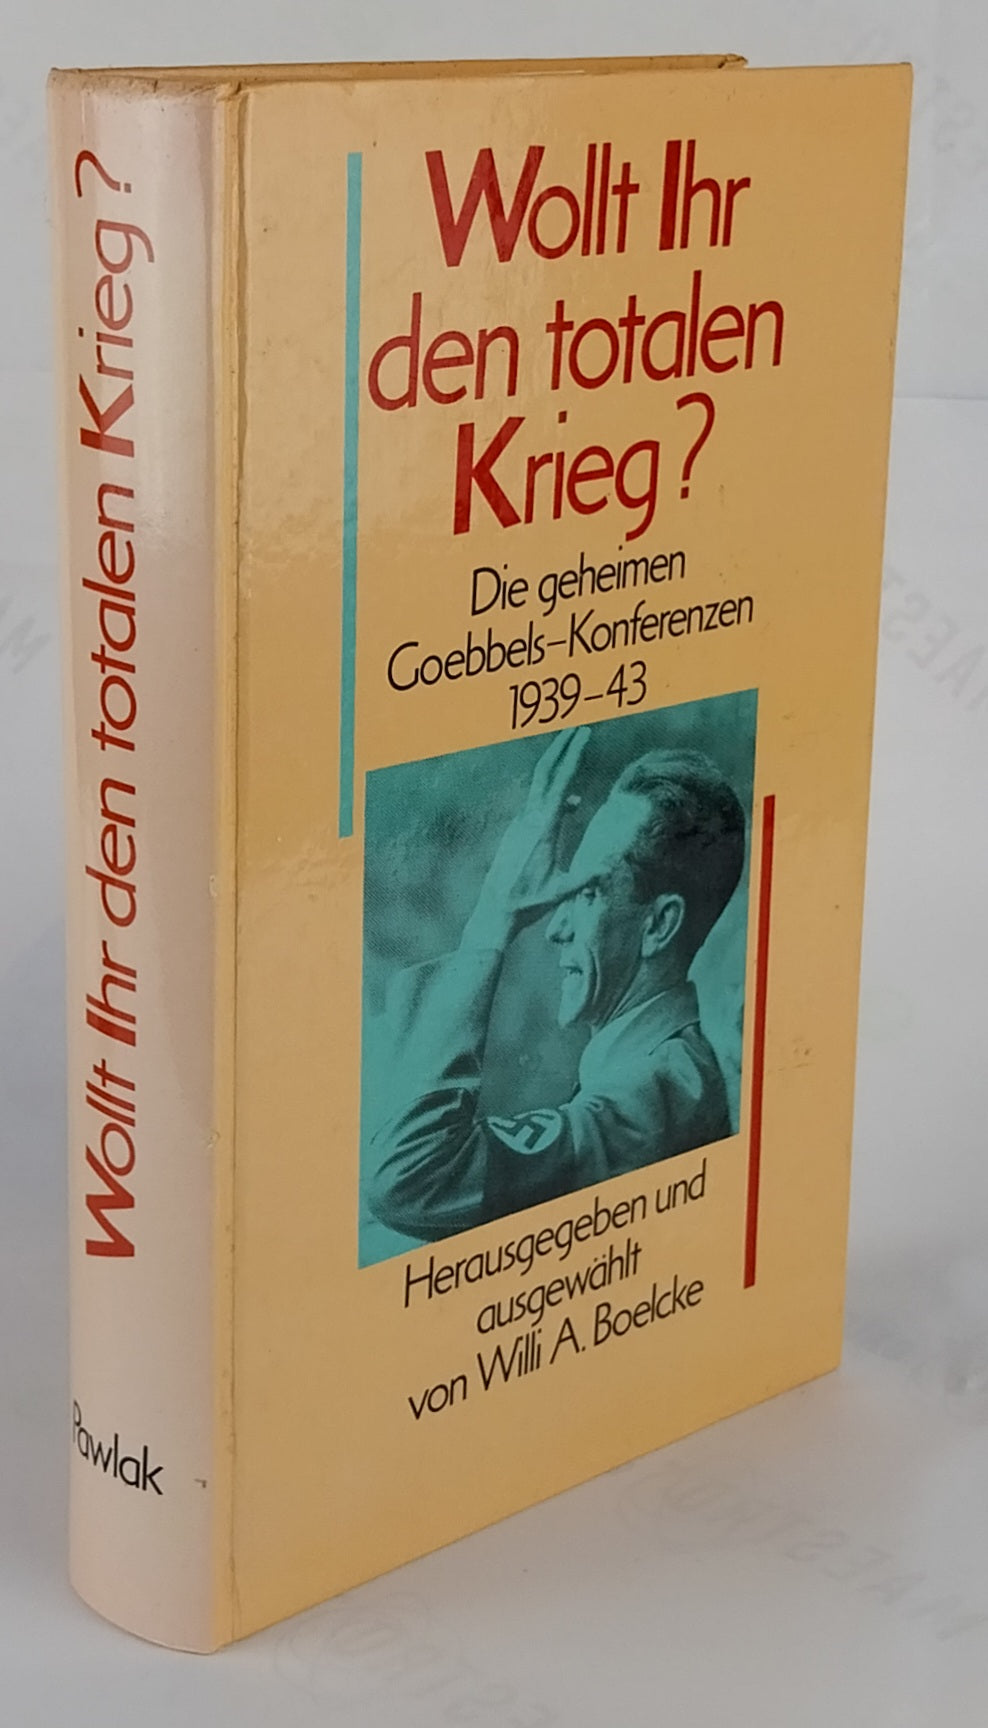 Wollt Ihr den totalen Krieg?
Pawlak
Wollt Ihr
den totalen
Krieg?
Die geheimen
Goebbels-Konferenzen
1939-43
Herausgegeben und
ausgewählt
von Willi A. Boelcke